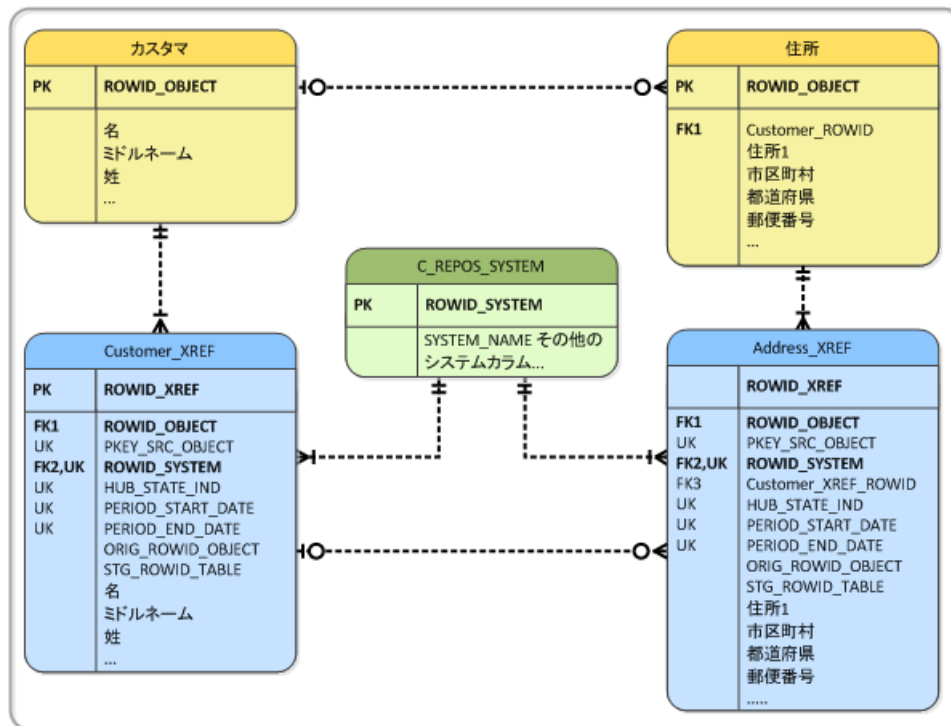 カスタマ
PK ROWID_OBJECT
名
ミドルネーム
姓
...
住所
PK ROWID_OBJECT
FK1 Customer_ROWID
住所1
市区町村
都道府県
郵便番号
...
C_REPOS_SYSTEM
PK ROWID_SYSTEM
SYSTEM_NAME その他の
システムカラム...
Customer_XREF
PK ROWID_XREF
FK1 ROWID_OBJECT
UK PKEY_SRC_OBJECT
FK2,UK ROWID_SYSTEM
UK HUB_STATE_IND
UK PERIOD_START_DATE
UK PERIOD_END_DATE
ORIG_ROWID_OBJECT
STG_ROWID_TABLE
名
ミドルネーム
姓
...
Address_XREF
ROWID_XREF
FK1 ROWID_OBJECT
UK PKEY_SRC_OBJECT
FK2,UK ROWID_SYSTEM
FK3 Customer_XREF_ROWID
UK HUB_STATE_IND
UK PERIOD_START_DATE
UK PERIOD_END_DATE
ORIG_ROWID_OBJECT
STG_ROWID_TABLE
住所1
市区町村
都道府県
郵便番号
.....